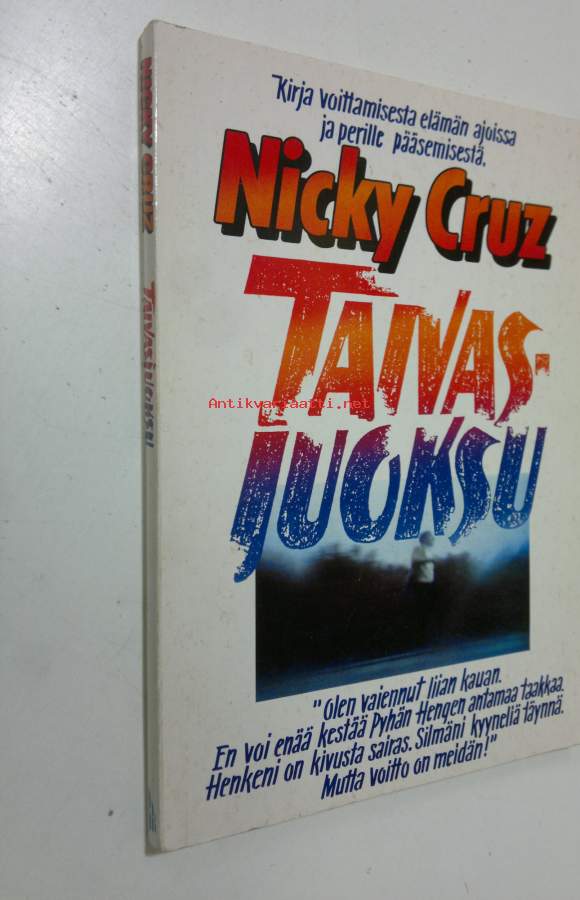 Kirja voittamisesta elämän ajoissa
ja perille pääsemisestä.
Nicky Cruz
TAIVAS-
JUOKSU
"Olen vaiennut liian kauan.
En voi enää kestää Pyhän Hengen antamaa taakkaa.
Henkeni on kivusta sairas. Silmäni kyyneliä täynnä.
Mutta voitto on meidän!"
NICKY CRUZ TAIVASJUOKSU
Antikvariaatti.net